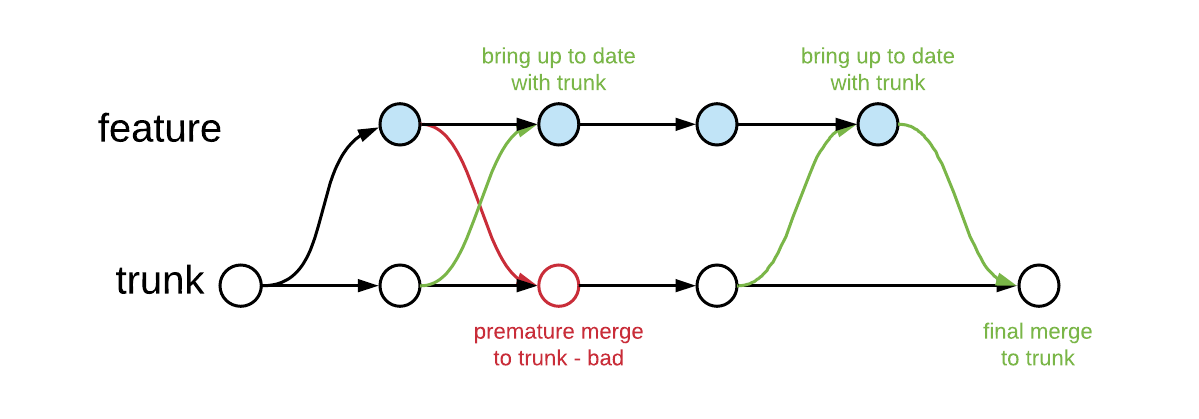 bring up to date
with trunk
bring up to date
with trunk
feature
trunk
premature merge
to trunk - bad
final merge
to trunk